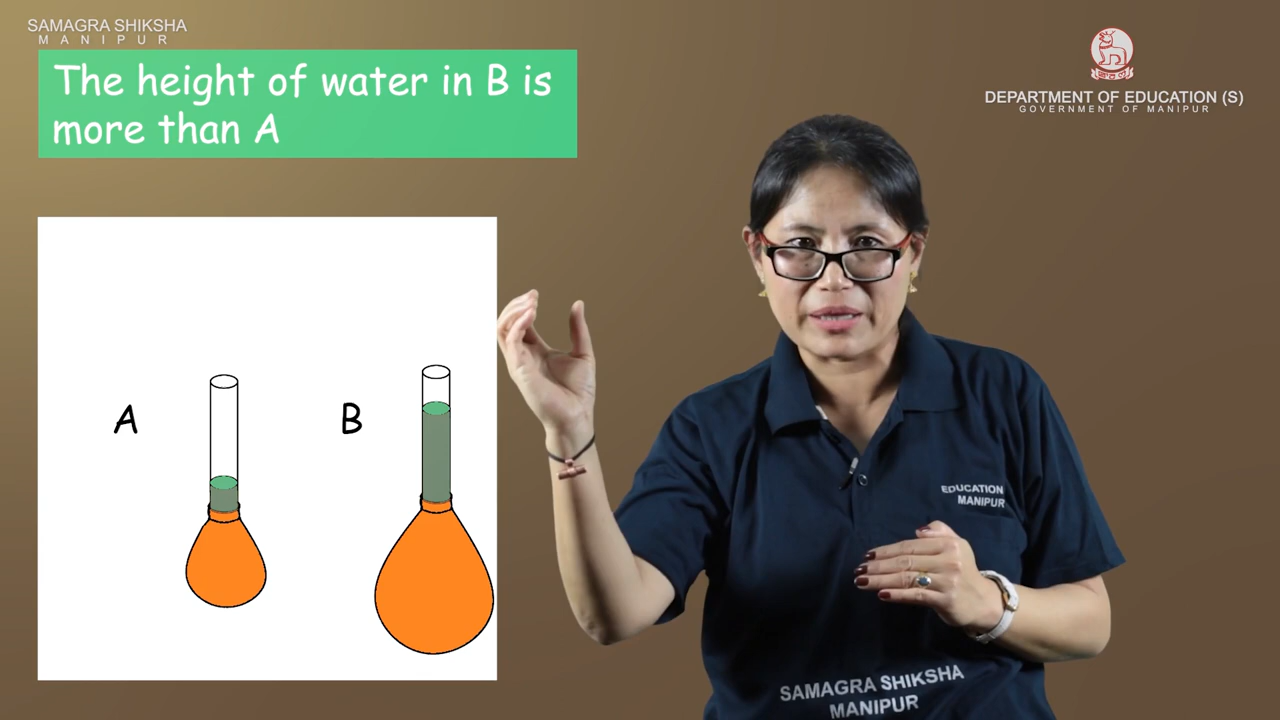 SAMAGRA SHIKSHA
MANIPUR
The height of water in B is
more than A
DEPARTMENT OF EDUCATION (S)
GOVERNMENT OF MANIPUR
A
B
EDUCATION
MANIPUR
SAMAGRA SHIKSHA
MANIPUR